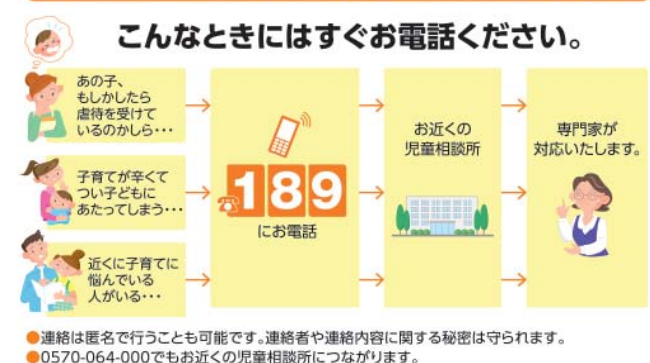 こんなときにはすぐお電話ください。
あの子、
もしかしたら
虐待を受けて
いるのかしら・・・
子育てが辛くて
つい子どもに
あたってしまう・・・
近くに子育てに
悩んでいる
人がいる・・・
189
にお電話
お近くの
児童相談所
専門家が
対応いたします。
●連絡は匿名で行うことも可能です。連絡者や連絡内容に関する秘密は守られます。
●0570-064-000でもお近くの児童相談所につながります。